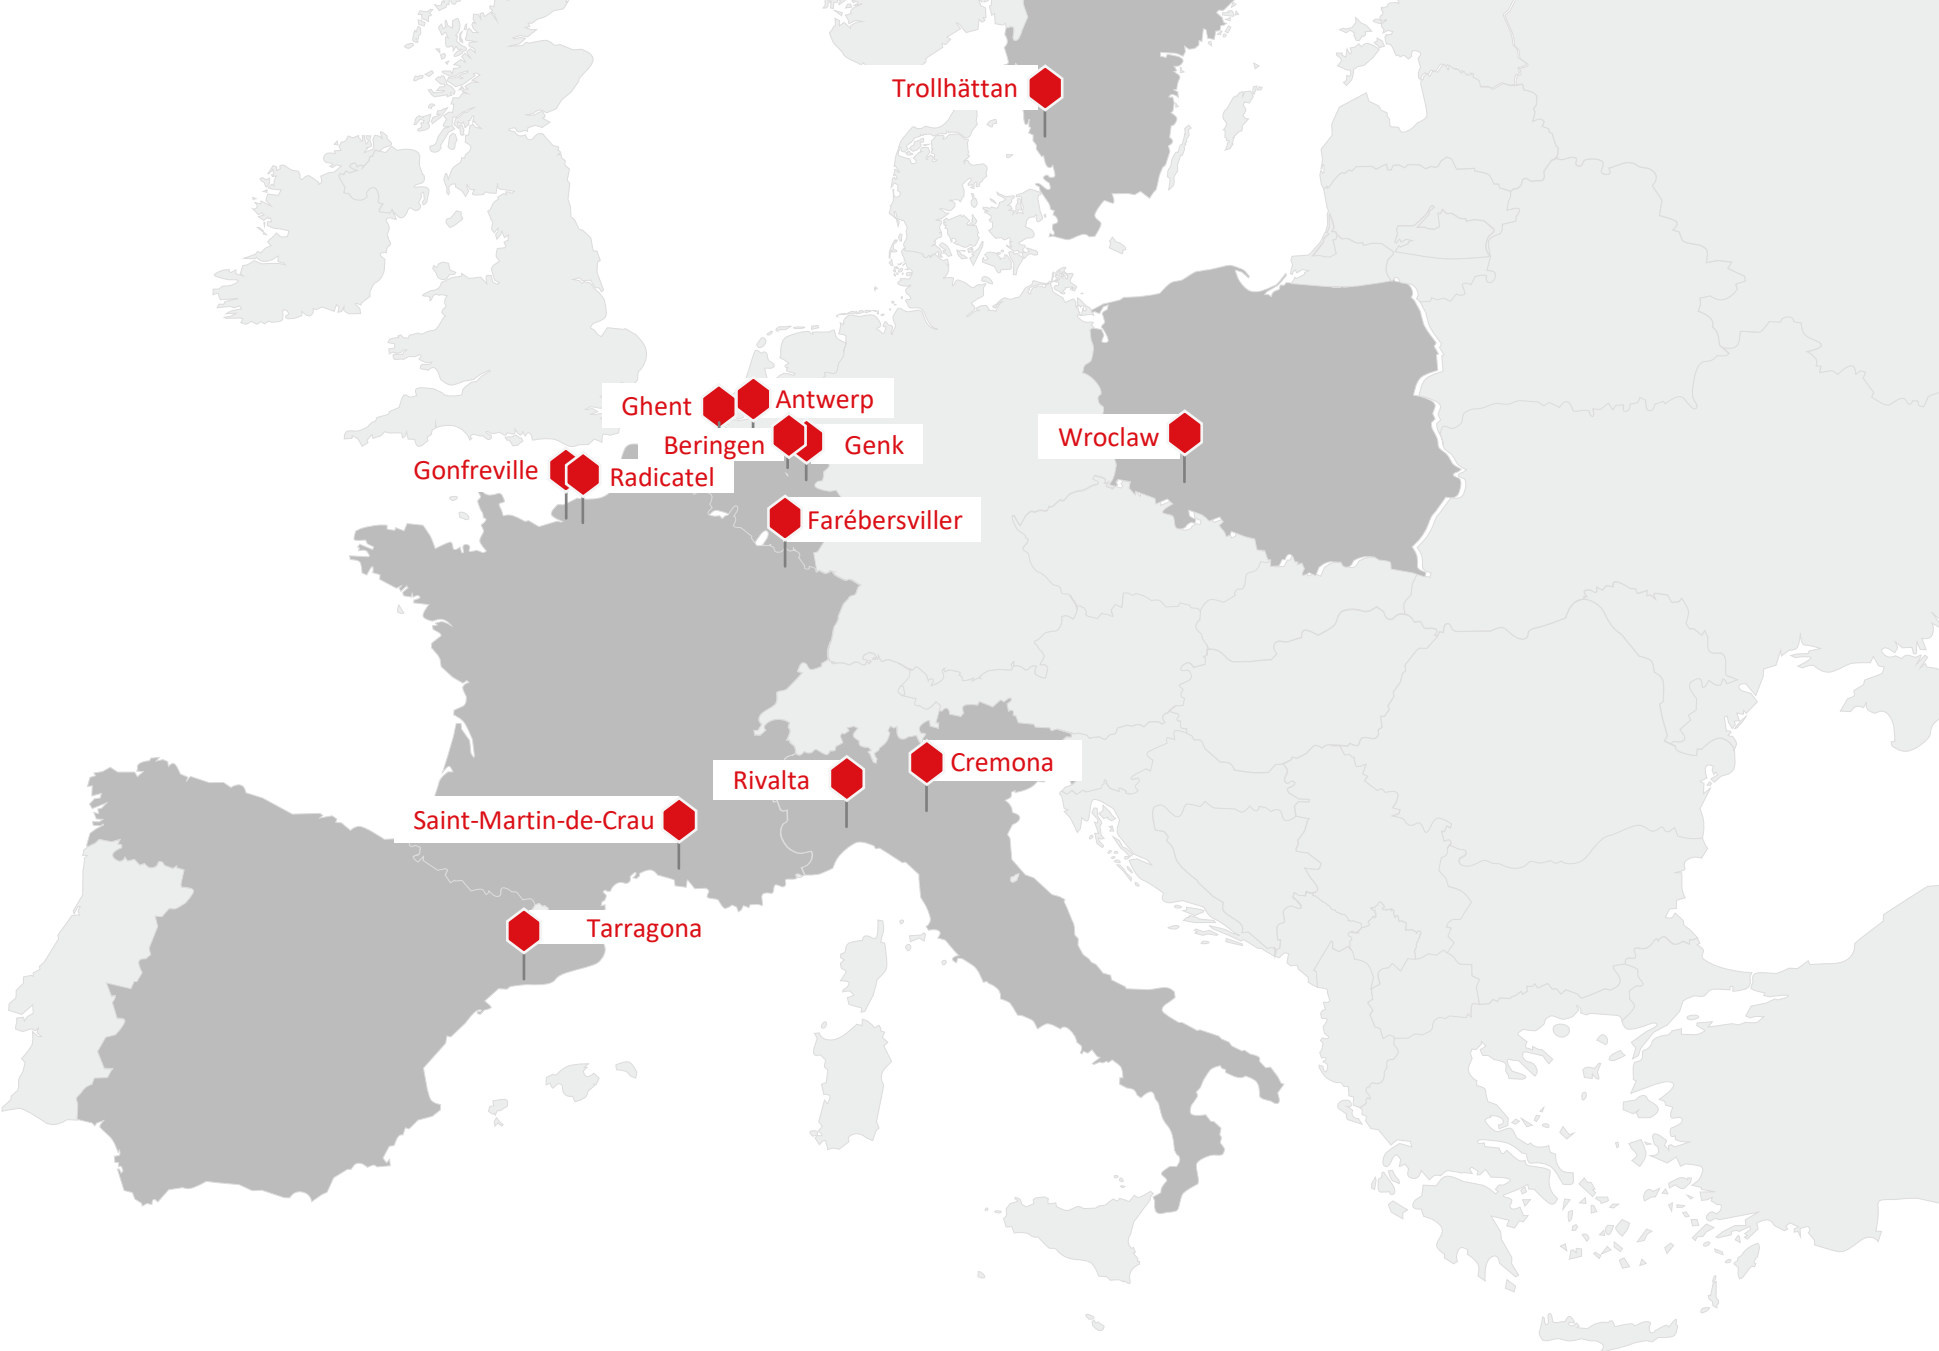 Trollhättan
Ghent
Antwerp
Beringen
Genk
Wroclaw
Gonfreville
Radicatel
Farébersviller
Cremona
Rivalta
Saint-Martin-de-Crau
Tarragona